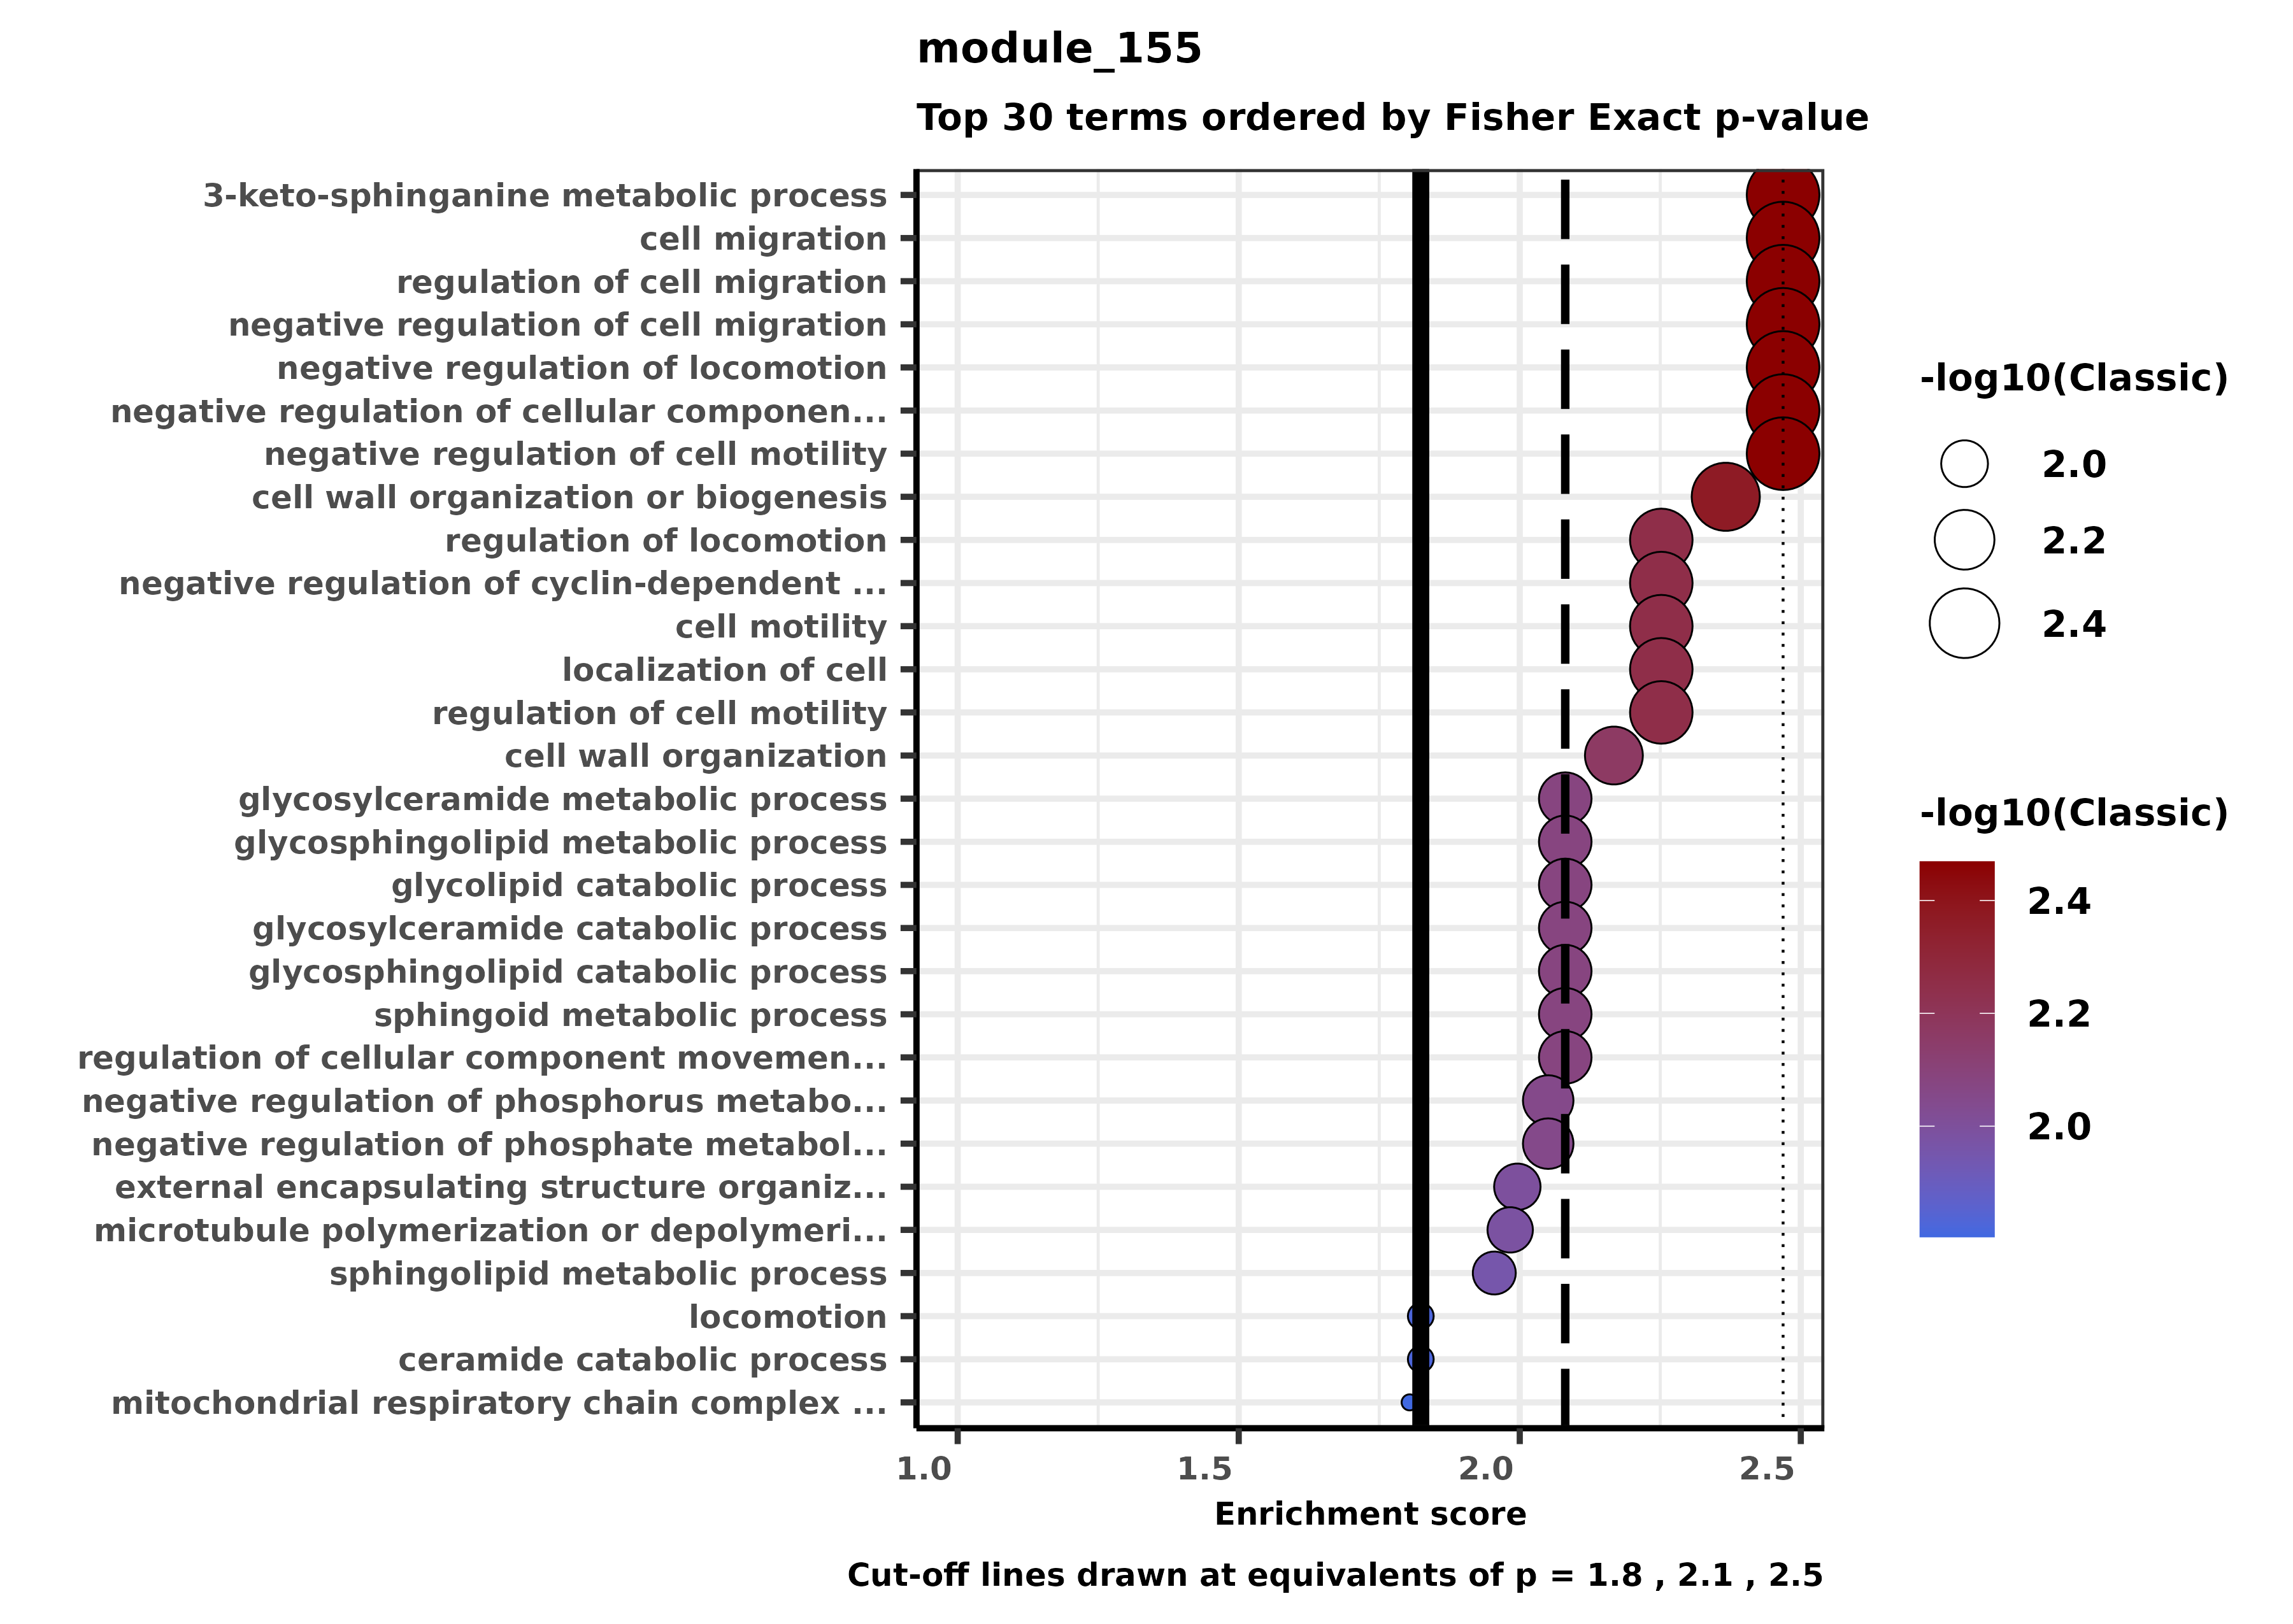 module_155
Top 30 terms ordered by Fisher Exact p-value
3-keto-sphinganine metabolic process
cell migration
regulation of cell migration
negative regulation of cell migration
negative regulation of locomotion
negative regulation of cellular componen...
negative regulation of cell motility
cell wall organization or biogenesis
regulation of locomotion
negative regulation of cyclin-dependent ...
cell motility
localization of cell
regulation of cell motility
cell wall organization
glycosylceramide metabolic process
glycosphingolipid metabolic process
glycolipid catabolic process
glycosylceramide catabolic process
glycosphingolipid catabolic process
sphingoid metabolic process
regulation of cellular component movemen...
negative regulation of phosphorus metabo...
negative regulation of phosphate metabol...
external encapsulating structure organiz...
microtubule polymerization or depolymeri...
sphingolipid metabolic process
locomotion
ceramide catabolic process
mitochondrial respiratory chain complex ...
1.0 1.5 2.0 2.5
Enrichment score
Cut-off lines drawn at equivalents of p = 1.8 , 2.1 , 2.5
-log10(Classic)
2.0
2.2
2.4
-log10(Classic)
2.4
2.2
2.0